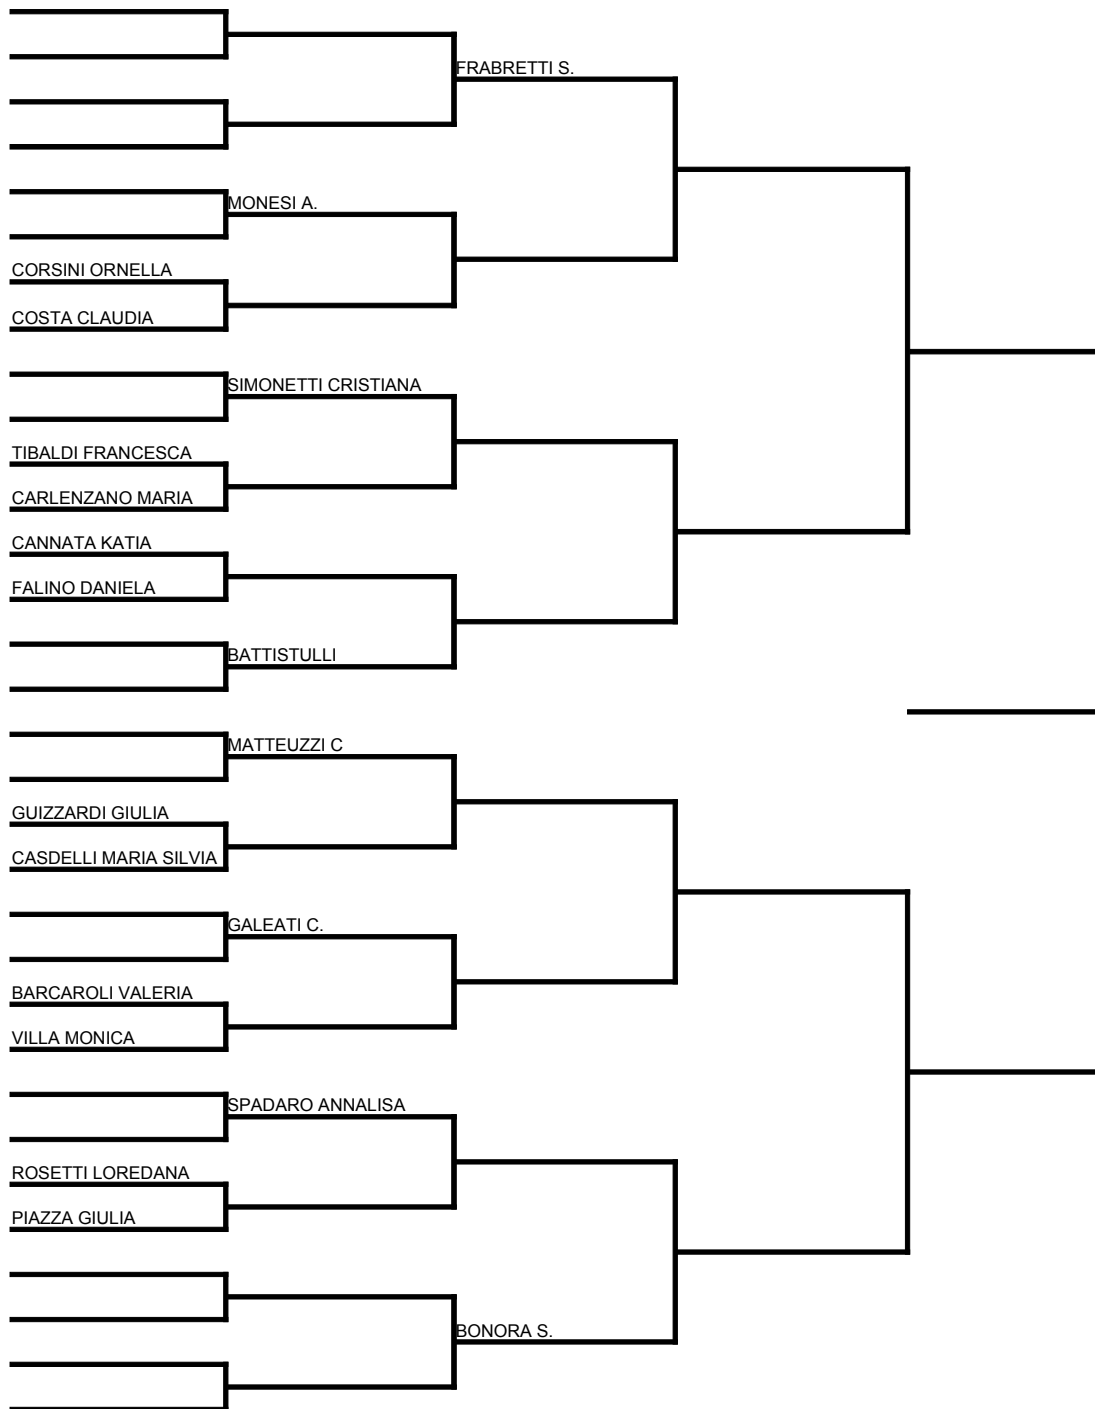 FRABRETTI S.
MONESI A.
CORSINI ORNELLA
COSTA CLAUDIA
SIMONETTI CRISTIANA
TIBALDI FRANCESCA
CARLENZANO MARIA
CANNATA KATIA
FALINO DANIELA
BATTISTULLI
MATTEUZZI C
GUIZZARDI GIULIA
CASDELLI MARIA SILVIA
GALEATI C.
BARCAROLI VALERIA
VILLA MONICA
SPADARO ANNALISA
ROSETTI LOREDANA
PIAZZA GIULIA
BONORA S.